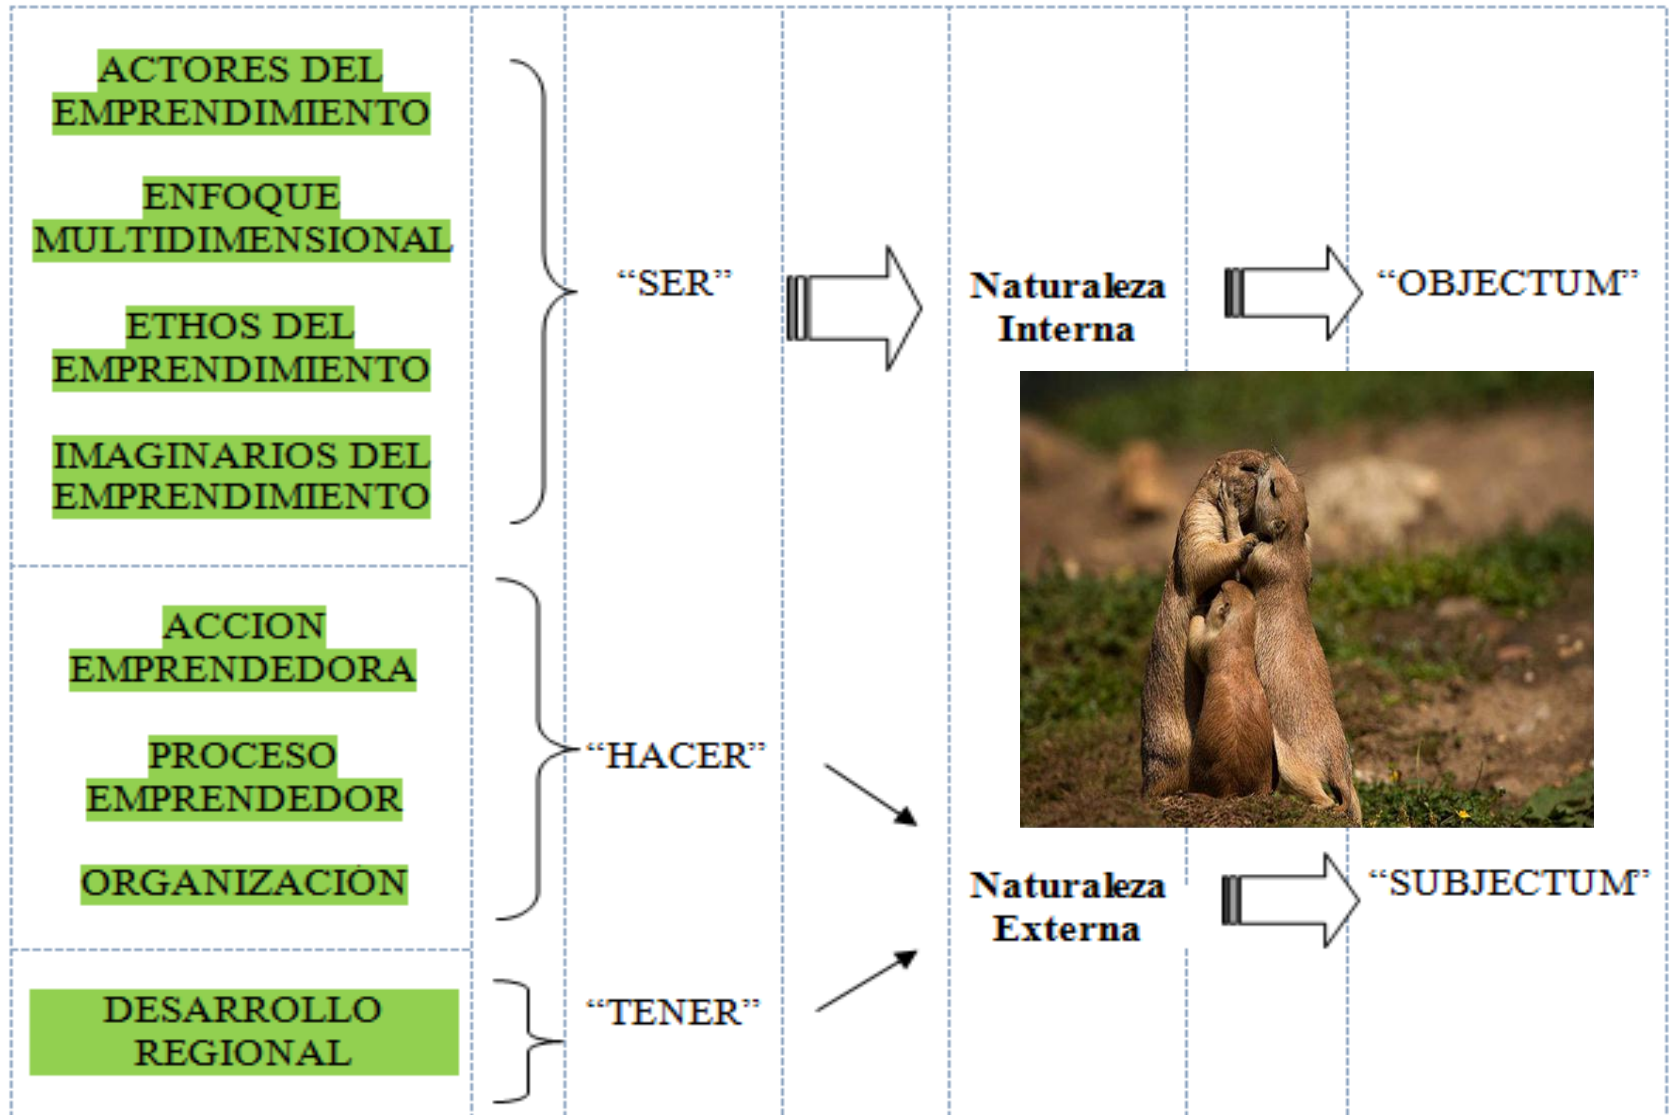 ACTORES DEL
EMPRENDIMIENTO
ENFOQUE
MULTIDIMENSIONAL
ETHOS DEL
EMPRENDIMIENTO
IMAGINARIOS DEL
EMPRENDIMIENTO
“SER”
Naturaleza
Interna
“OBJECTUM”
ACCION
EMPRENDEDORA
PROCESO
EMPRENDEDOR
ORGANIZACIÓN
“HACER”
Naturaleza
Externa
“SUBJECTUM”
DESARROLLO
REGIONAL
“TENER”